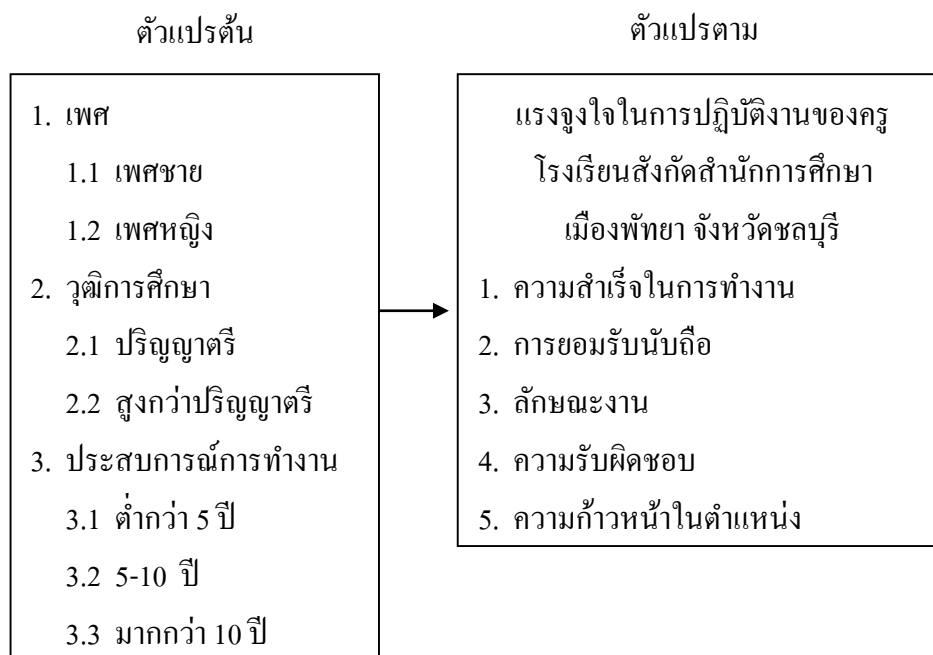 ตัวแปรต้น
1. เพศ
1.1 เพศชาย
1.2 เพศหญิง
2. วุฒิการศึกษา
2.1 ปริญญาตรี
2.2 สูงกว่าปริญญาตรี
3. ประสบการณ์การทำงาน
3.1 ต่ำกว่า 5 ปี
3.2 5-10 ปี
3.3 มากกว่า 10 ปี
ตัวแปรตาม
แรงจูงใจในการปฏิบัติงานของครู
โรงเรียนสังกัดสำนักการศึกษา
เมืองพัทยา จังหวัดชลบุรี
1. ความสำเร็จในการทำงาน
2. การยอมรับนับถือ
3. ลักษณะงาน
4. ความรับผิดชอบ
5. ความก้าวหน้าในตำแหน่ง